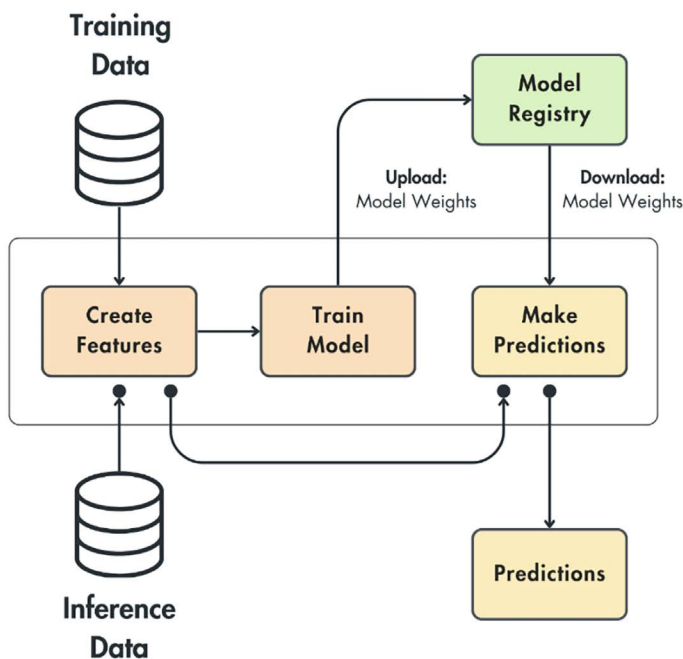 Training
Data
Model
Registry
Upload:
Model Weights
Download:
Model Weights
Create
Features
Train
Model
Make
Predictions
Predictions
Inference
Data